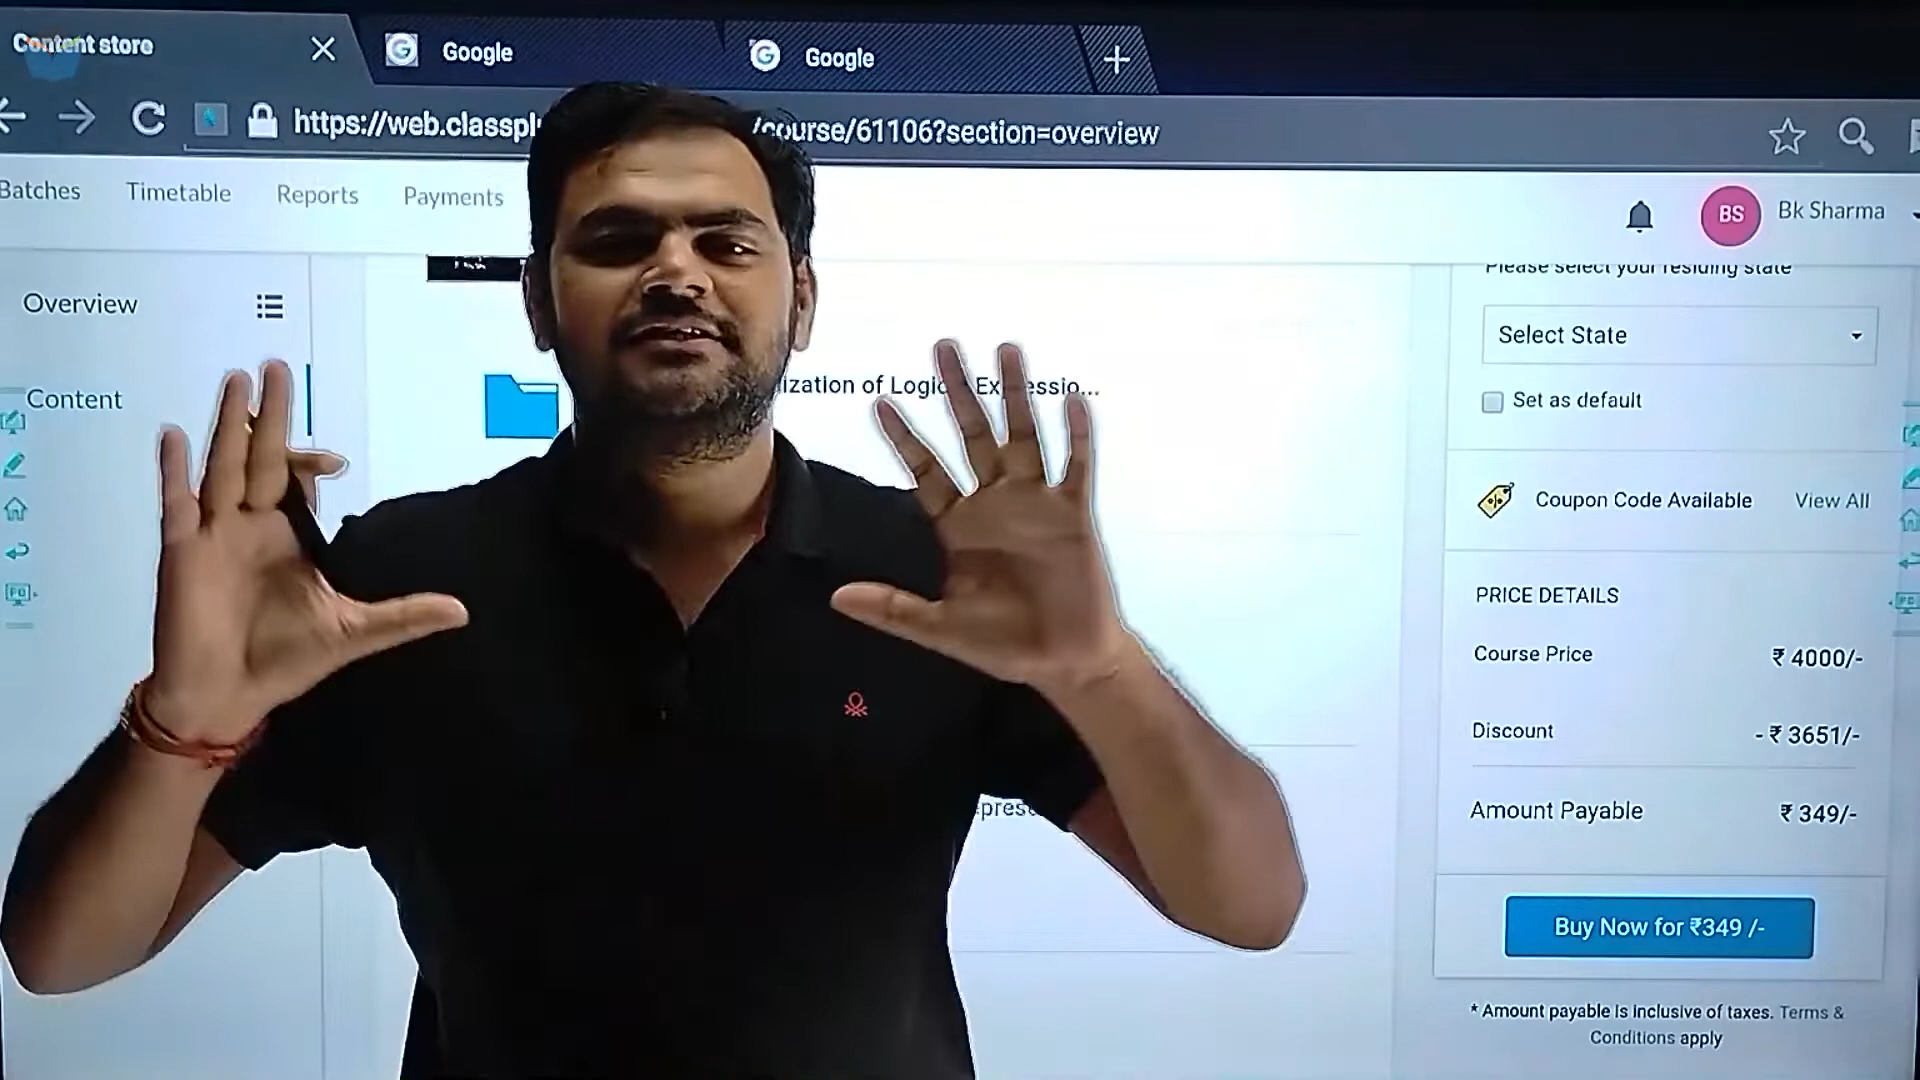 Content store
Google
Google
https://web.classpl
/course/61106?section=overview
Batches
Timetable
Reports
Payments
BS
Bk Sharma
Overview
Content
ization of Logic Expressio...
Please select your residing state
Select State
Set as default
Coupon Code Available
View All
PRICE DETAILS
Course Price
₹ 4000/-
Discount
- ₹ 3651/-
Amount Payable
₹ 349/-
Buy Now for ₹349 /-
* Amount payable is inclusive of taxes. Terms &
Conditions apply